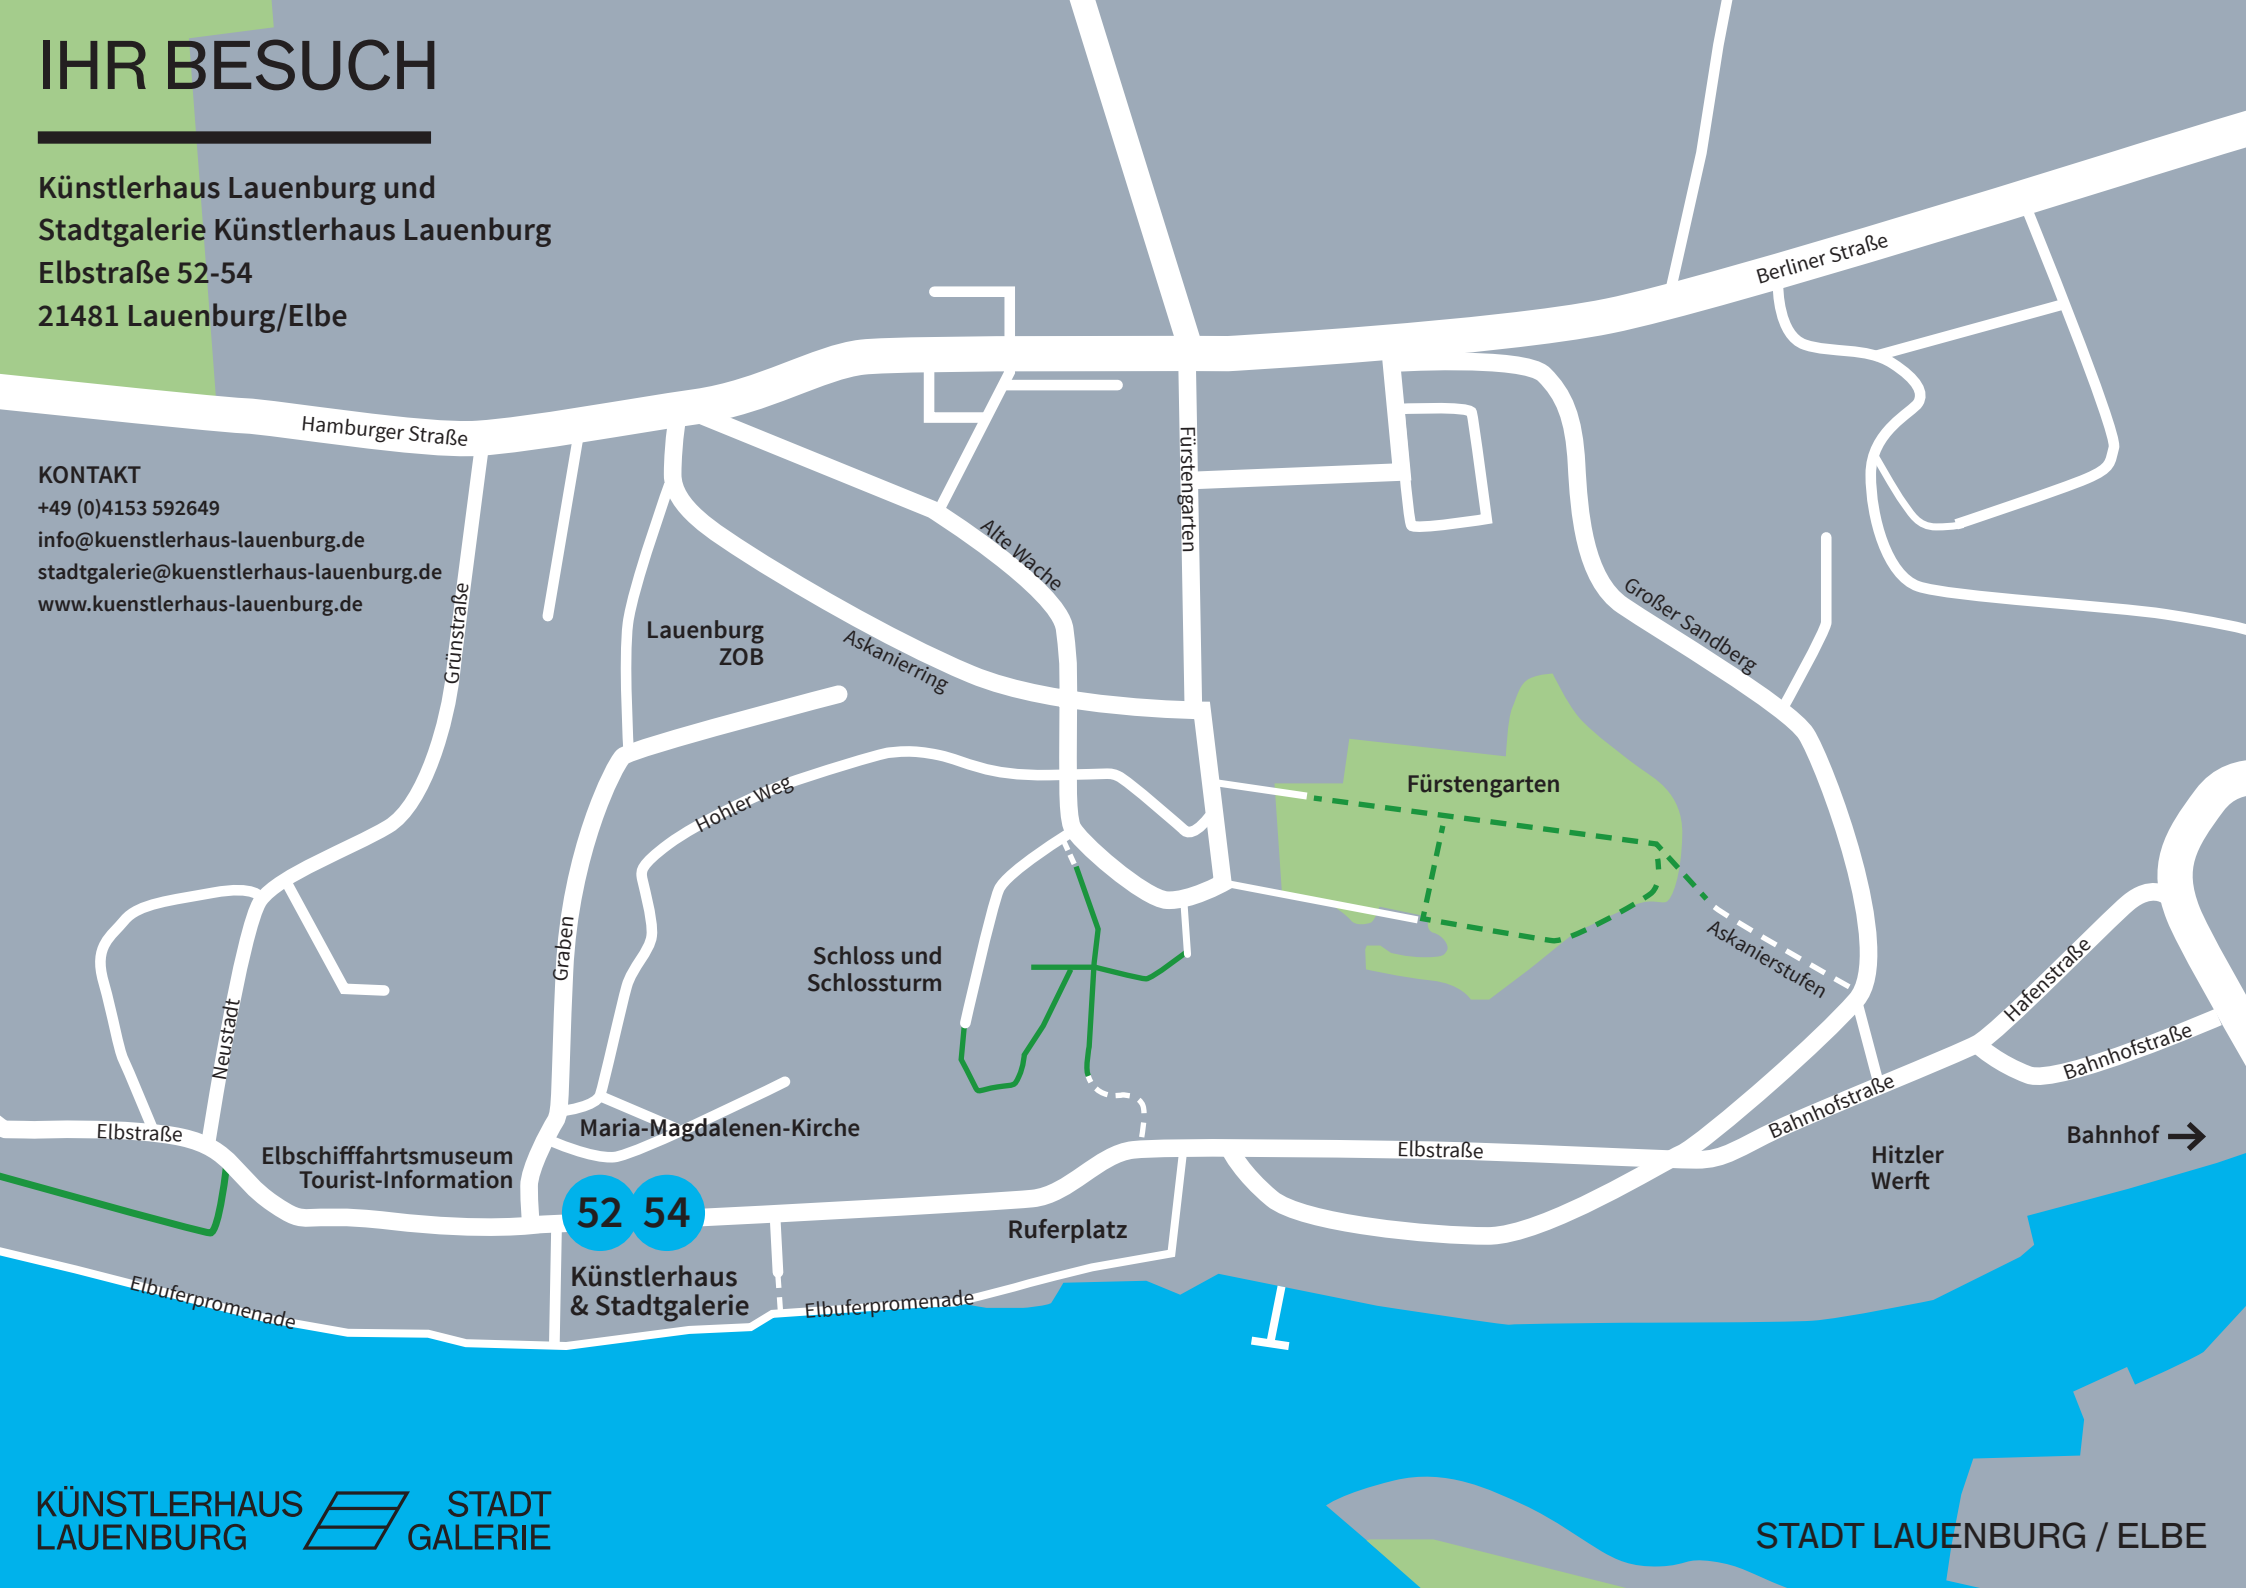 IHR BESUCH
Künstlerhaus Lauenburg und
Stadtgalerie Künstlerhaus Lauenburg
Elbstraße 52-54
21481 Lauenburg/Elbe
Berliner Straße
Hamburger Straße
KONTAKT
+49 (0)4153 592649
info@kuenstlerhaus-lauenburg.de
stadtgalerie@kuenstlerhaus-lauenburg.de
www.kuenstlerhaus-lauenburg.de
Fürstengarten
Alte Wache
Grünstraße
Lauenburg
ZOB
Askanierring
Großer Sandberg
Fürstengarten
Hohler Weg
Graben
Schloss und
Schlossturm
Askanierstufen
Hafenstraße
Neustadt
Bahnhofstraße
Bahnhofstraße
Elbstraße
Maria-Magdalenen-Kirche
Elbschifffahrtsmuseum
Tourist-Information
Elbstraße
Bahnhof
Hitzler
Werft
52 54
Ruferplatz
Künstlerhaus
& Stadtgalerie
Elbuferpromenade
Elbuferpromenade
KÜNSTLERHAUS
LAUENBURG
STADT
GALERIE
STADT LAUENBURG / ELBE